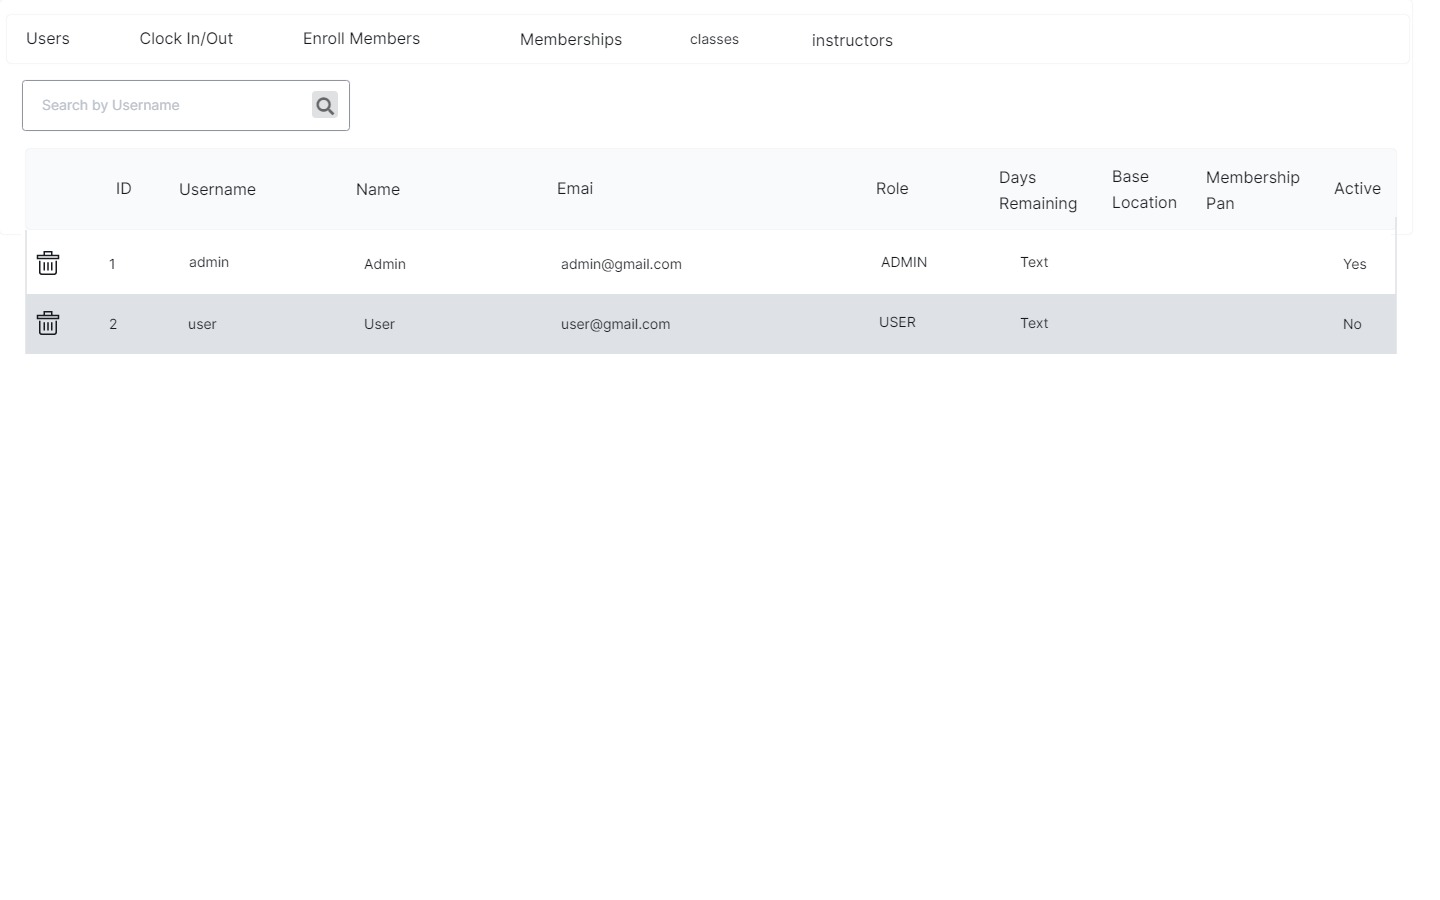 Users Clock In/Out Enroll Members Memberships classes instructors
Search by Username
ID Username Name Emai Role Days Remaining Base Location Membership Pan Active
1 admin Admin admin@gmail.com ADMIN Text Yes
2 user User user@gmail.com USER Text No